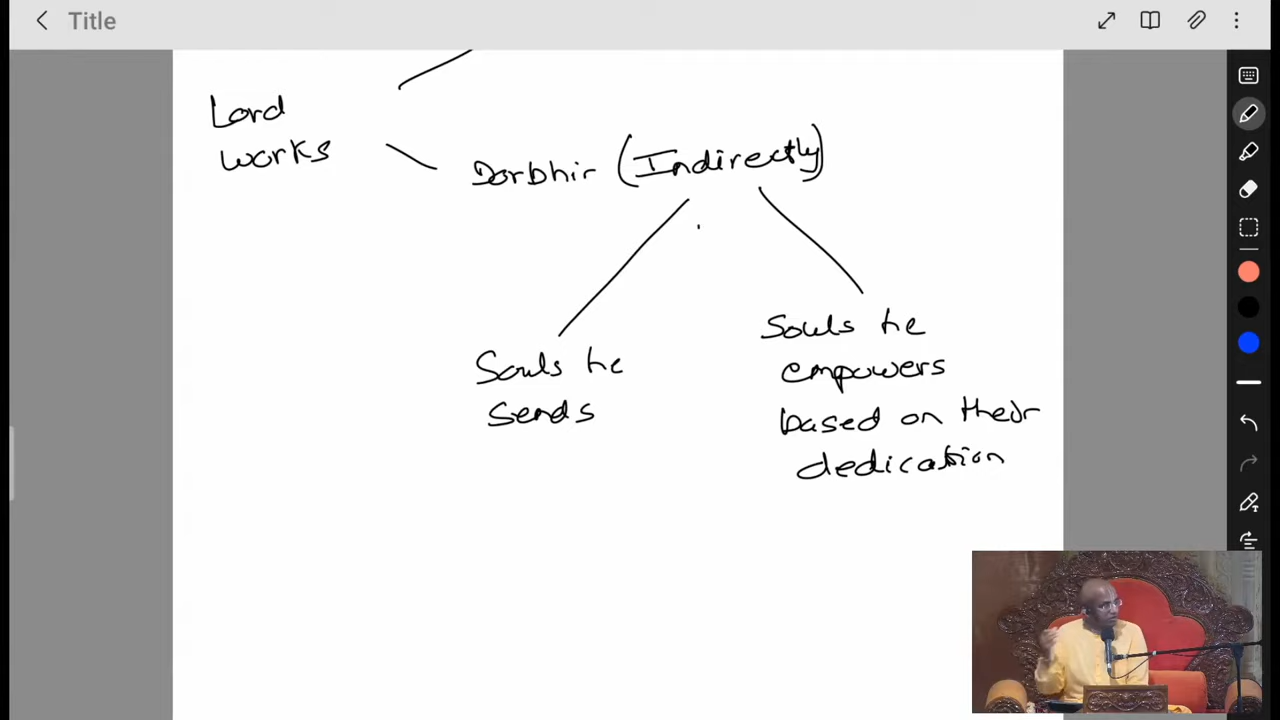 Title
Lord
works
Dorbhir (Indirectly)
Souls he
sends
Souls he
empowers
based on their
dedication